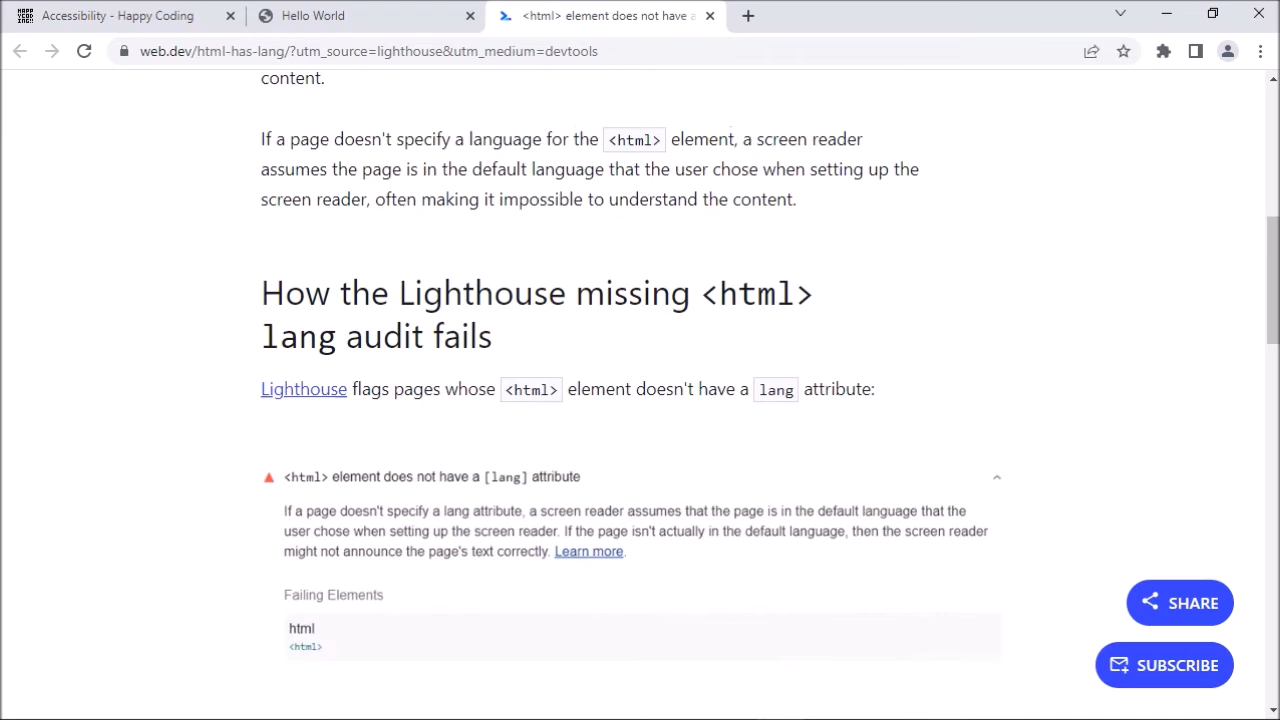 Accessibility - Happy Coding
Hello World
<html> element does not have a
web.dev/html-has-lang/?utm_source=lighthouse&utm_medium=devtools
content.
If a page doesn't specify a language for the <html> element, a screen reader
assumes the page is in the default language that the user chose when setting up the
screen reader, often making it impossible to understand the content.
How the Lighthouse missing <html>
lang audit fails
Lighthouse flags pages whose <html> element doesn't have a lang attribute:
<html> element does not have a [lang] attribute
If a page doesn't specify a lang attribute, a screen reader assumes that the page is in the default language that the
user chose when setting up the screen reader. If the page isn't actually in the default language, then the screen reader
might not announce the page's text correctly. Learn more.
Failing Elements
html
<html>
SHARE
SUBSCRIBE